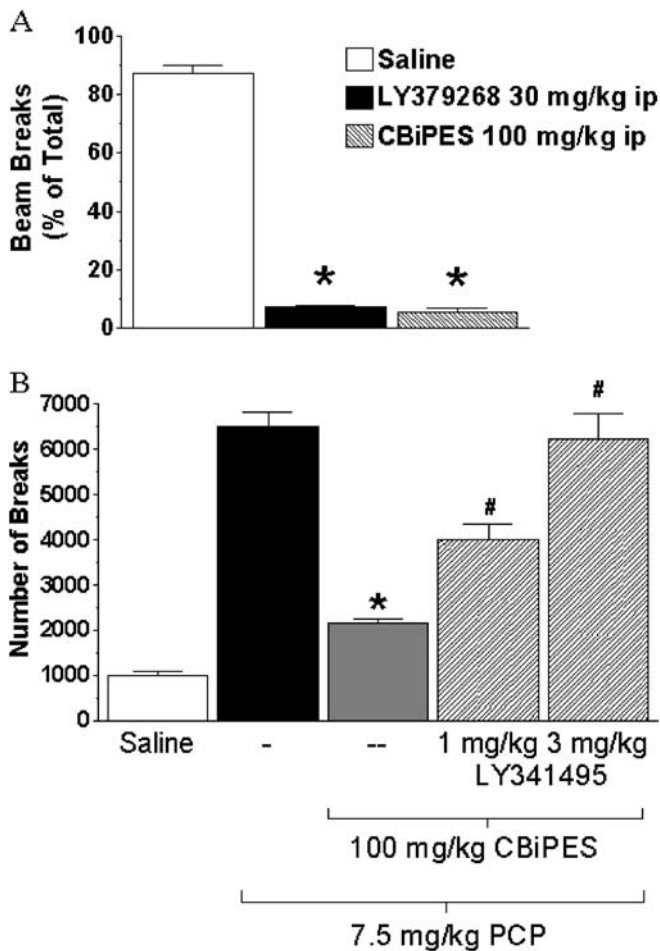 A
Beam Breaks
(% of Total)
100
80
60
40
20
0
Saline
LY379268 30 mg/kg ip
CBiPES 100 mg/kg ip
*
*
B
Number of Breaks
7000
6000
5000
4000
3000
2000
1000
0
*
#
#
Saline
-
--
1 mg/kg 3 mg/kg
LY341495
100 mg/kg CBiPES
7.5 mg/kg PCP